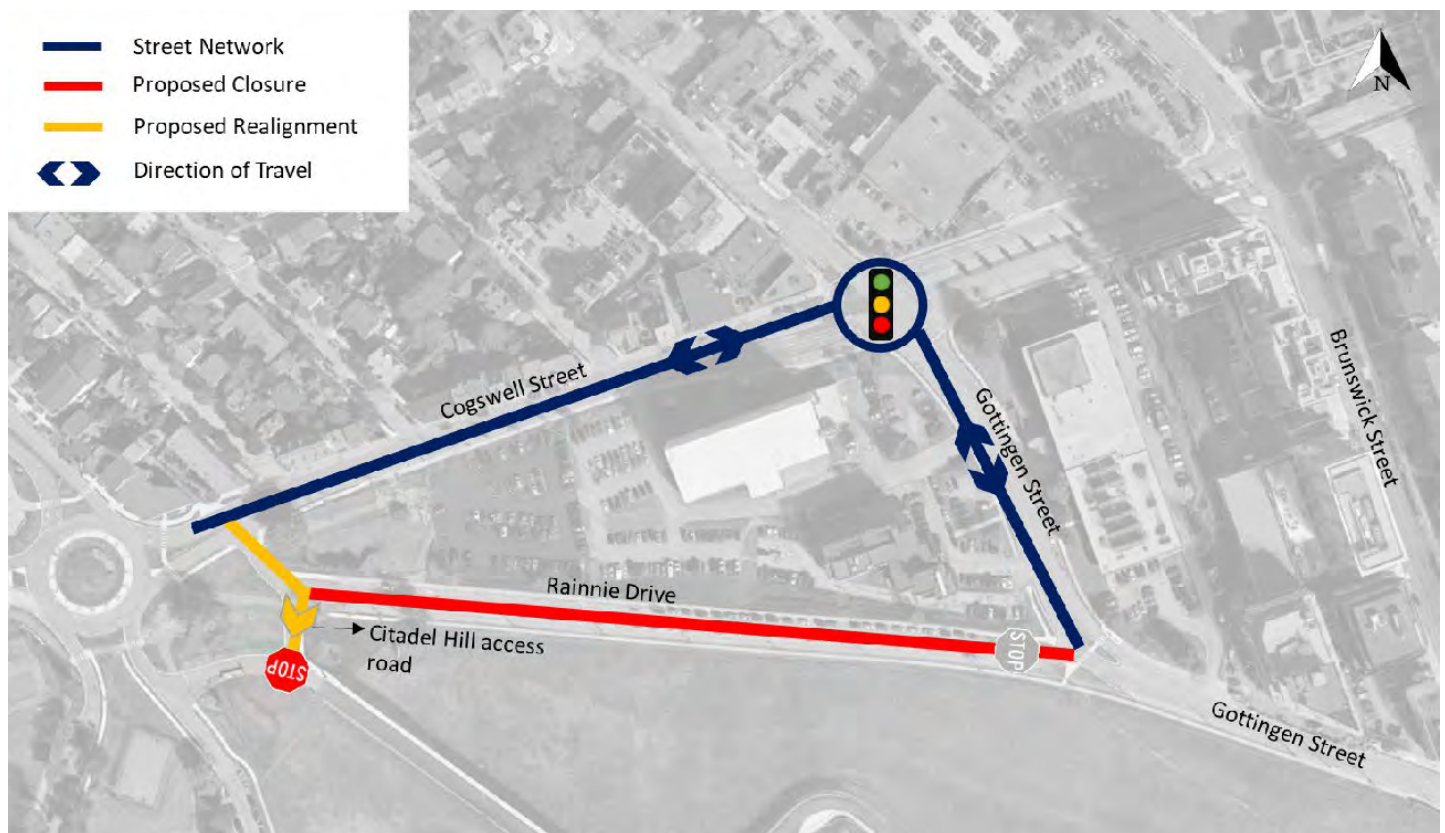 Street Network
Proposed Closure
Proposed Realignment
Direction of Travel
N
Cogswell Street
Gottingen Street
Brunswick Street
Rainnie Drive
STOP
Citadel Hill access
road
STOP
Gottingen Street